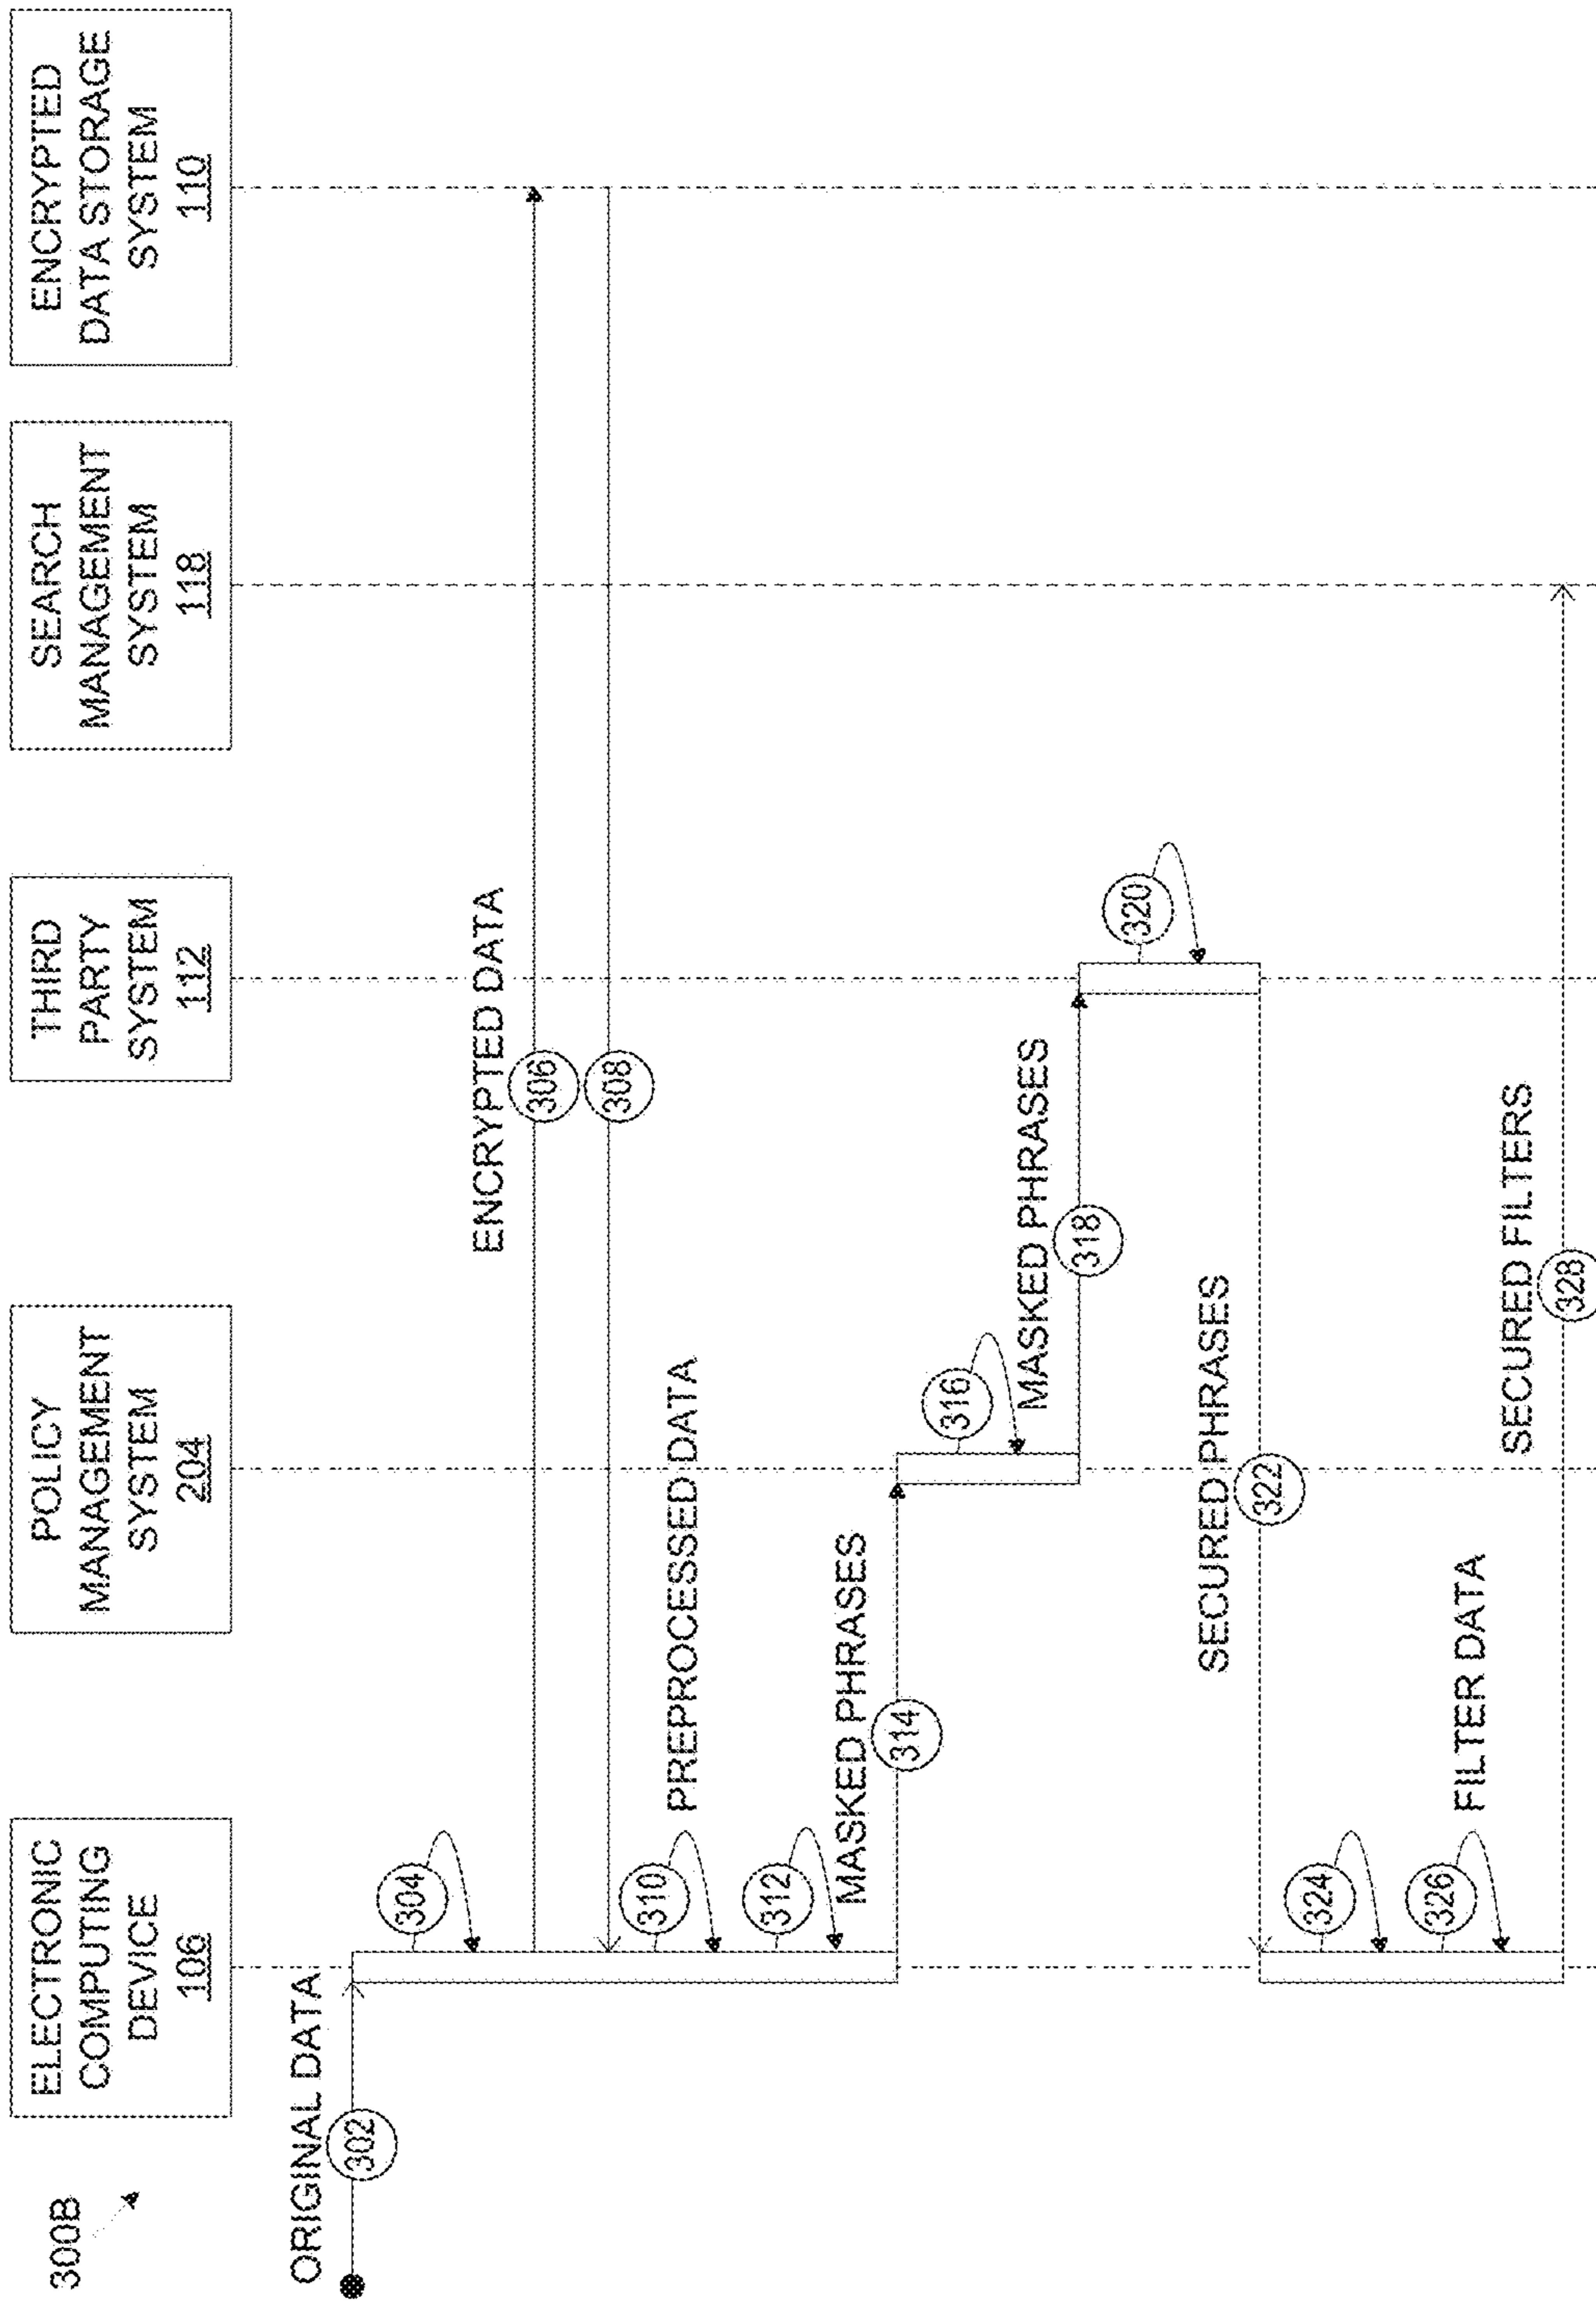 300B
ELECTRONIC
COMPUTING
DEVICE
106
POLICY
MANAGEMENT
SYSTEM
204
THIRD
PARTY
SYSTEM
112
SEARCH
MANAGEMENT
SYSTEM
118
ENCRYPTED
DATA STORAGE
SYSTEM
110
ORIGINAL DATA
302
304
ENCRYPTED DATA
306
308
310
PREPROCESSED DATA
312
MASKED PHRASES
314
316
MASKED PHRASES
318
320
SECURED PHRASES
322
324
326
FILTER DATA
SECURED FILTERS
328